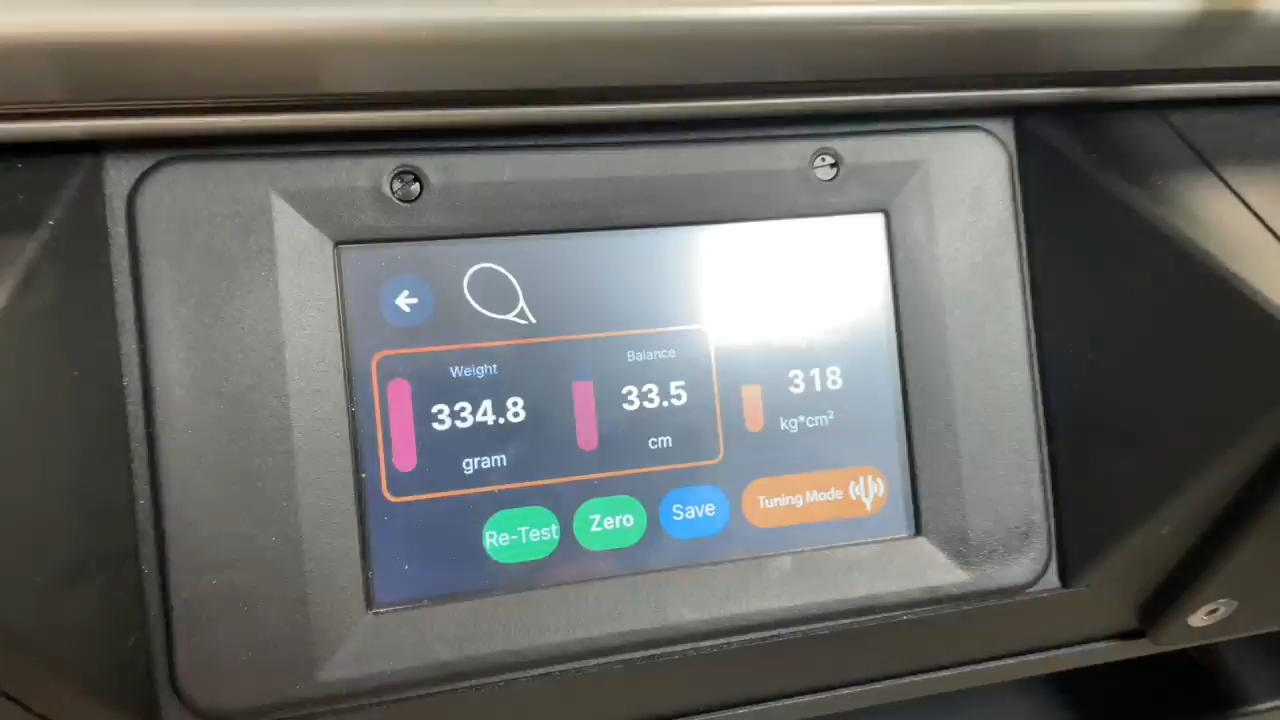 Weight
334.8
gram
Balance
33.5
cm
318
kg*cm²
Re-Test
Zero
Save
Tuning Mode